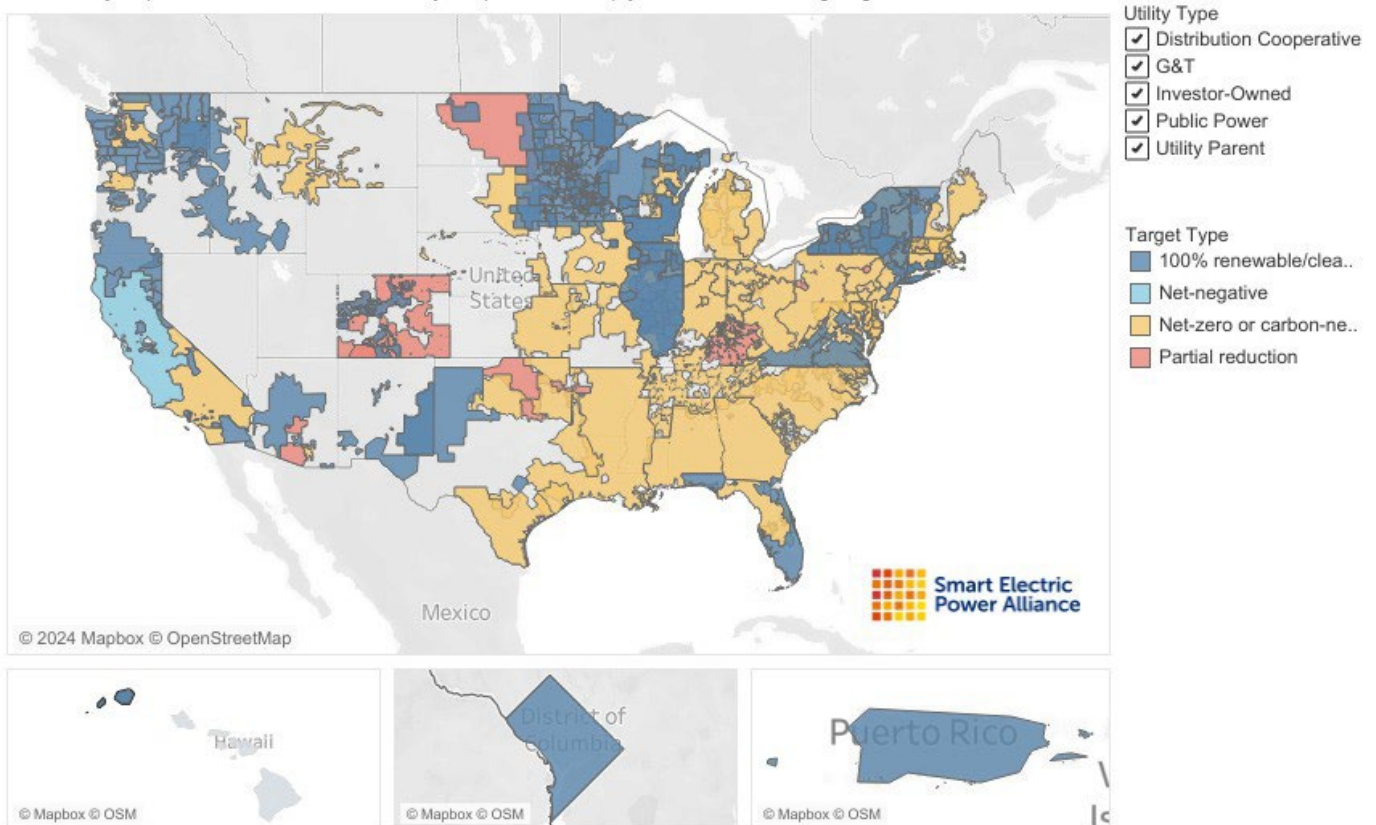 Utility Type
Distribution Cooperative
G&T
Investor-Owned
Public Power
Utility Parent
Target Type
100% renewable/clea..
Net-negative
Net-zero or carbon-ne..
Partial reduction
United
States
Mexico
Smart Electric
Power Alliance
© 2024 Mapbox © OpenStreetMap
Hawaii
© Mapbox © OSM
District of
Columbia
© Mapbox © OSM
Puerto Rico
© Mapbox © OSM